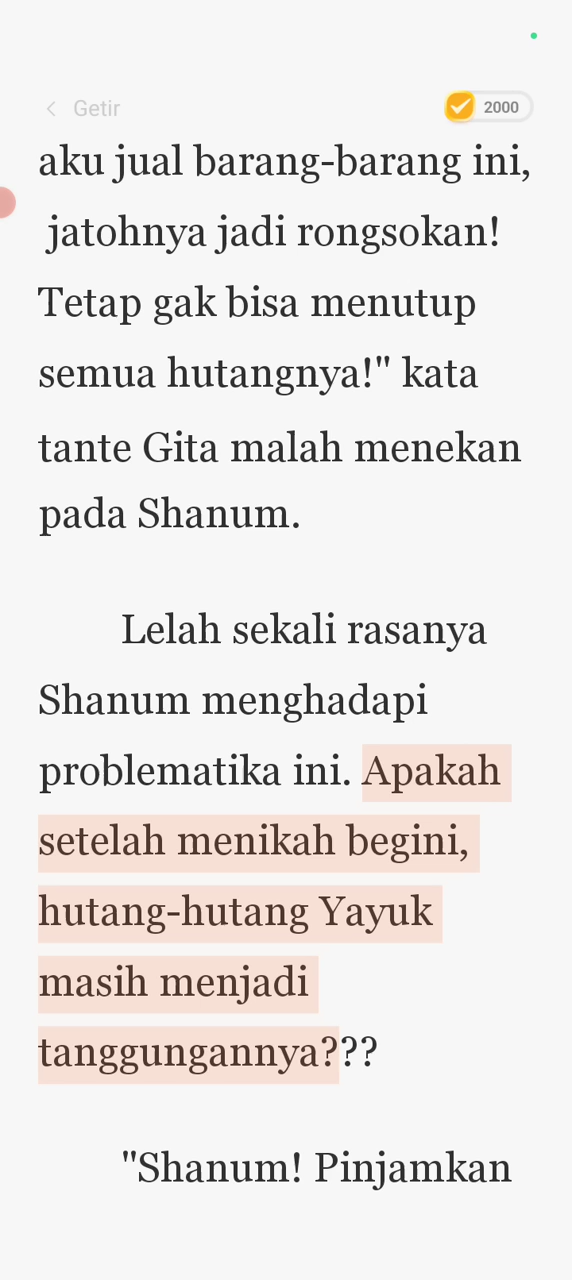 Getir
2000
aku jual barang-barang ini,
jatohnya jadi rongsokan!
Tetap gak bisa menutup
semua hutangnya!" kata
tante Gita malah menekan
pada Shanum.
Lelah sekali rasanya
Shanum menghadapi
problematika ini. Apakah
setelah menikah begini,
hutang-hutang Yayuk
masih menjadi
tanggungannya???
"Shanum! Pinjamkan